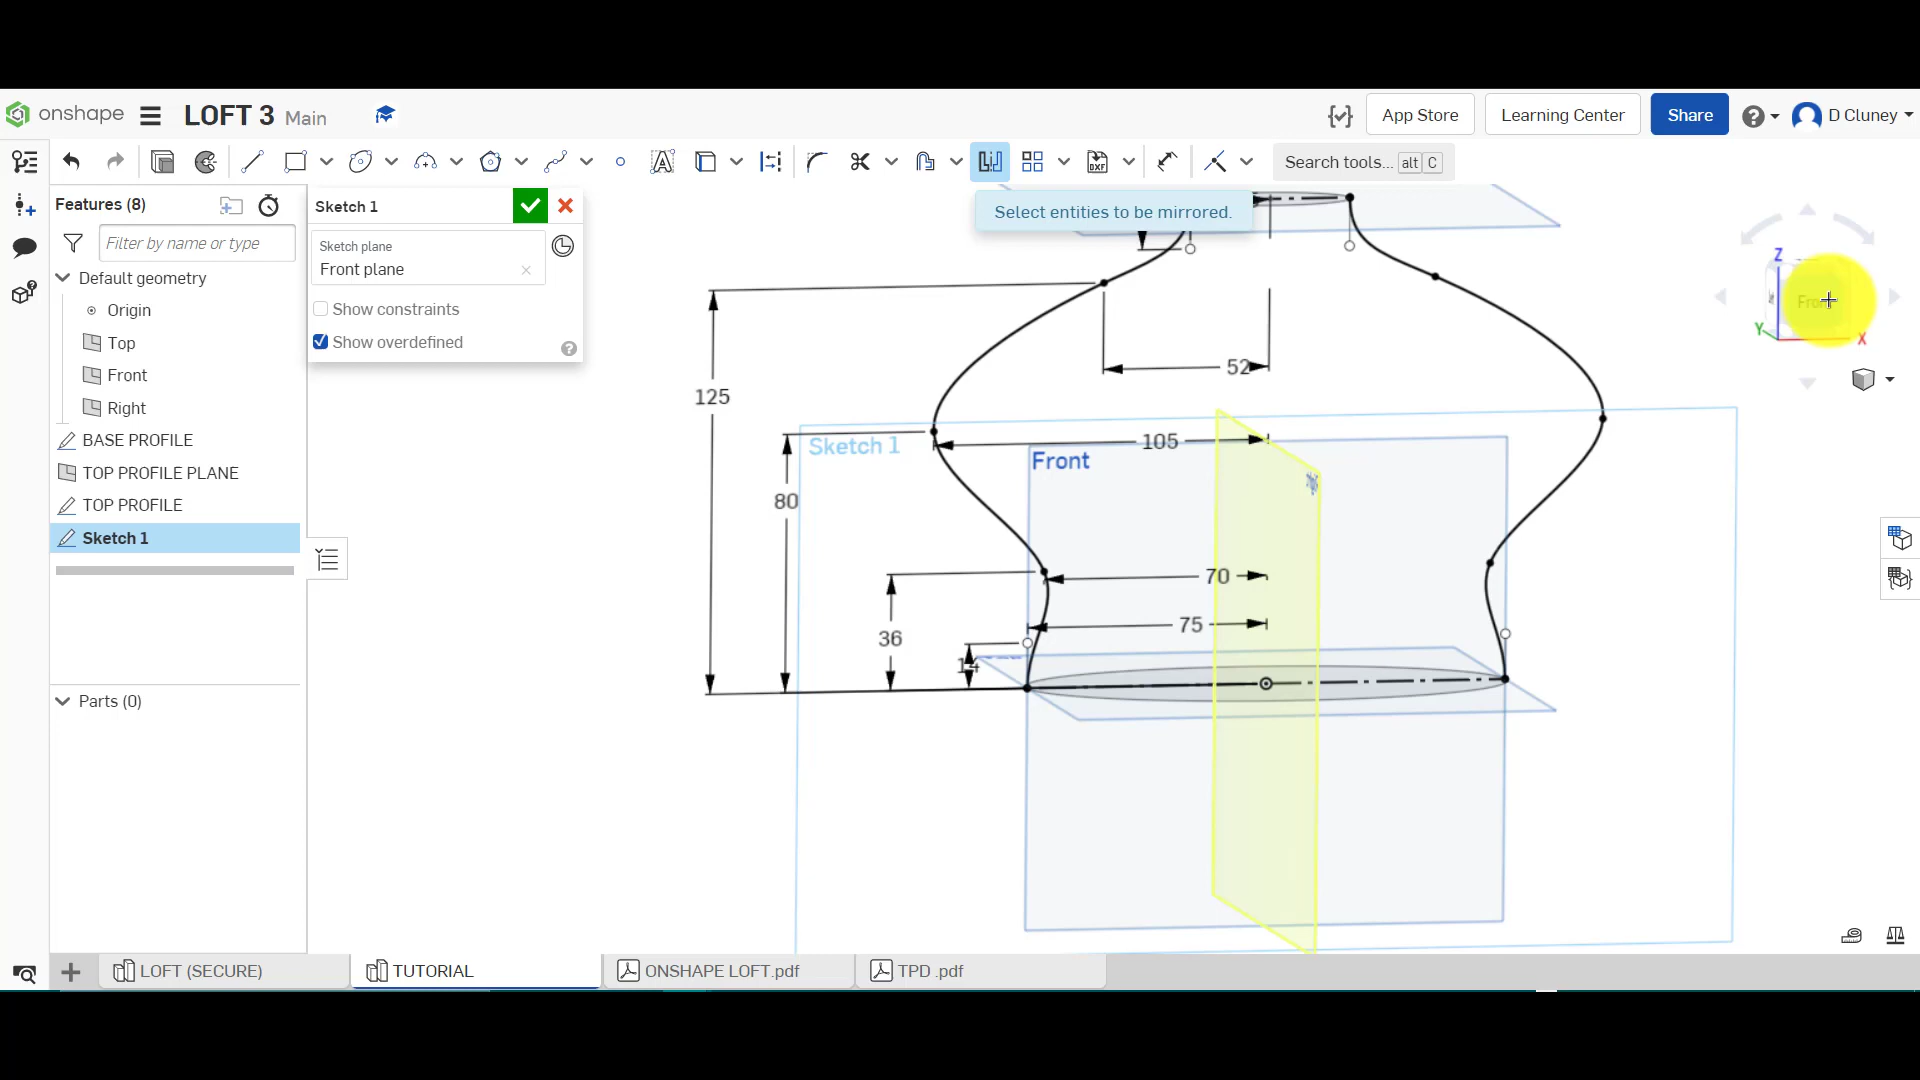 onshape
LOFT 3 Main
App Store
Learning Center
Share
D Cluney
Search tools... alt C
Features (8)
Filter by name or type
Default geometry
Origin
Top
Front
Right
BASE PROFILE
TOP PROFILE PLANE
TOP PROFILE
Sketch 1
Parts (0)
Sketch 1
Sketch plane
Front plane
Show constraints
Show overdefined
Select entities to be mirrored.
125
52
Sketch 1
105
Front
80
70
75
36
14
Z
Front
Y
X
LOFT (SECURE)
TUTORIAL
ONSHAPE LOFT.pdf
TPD .pdf